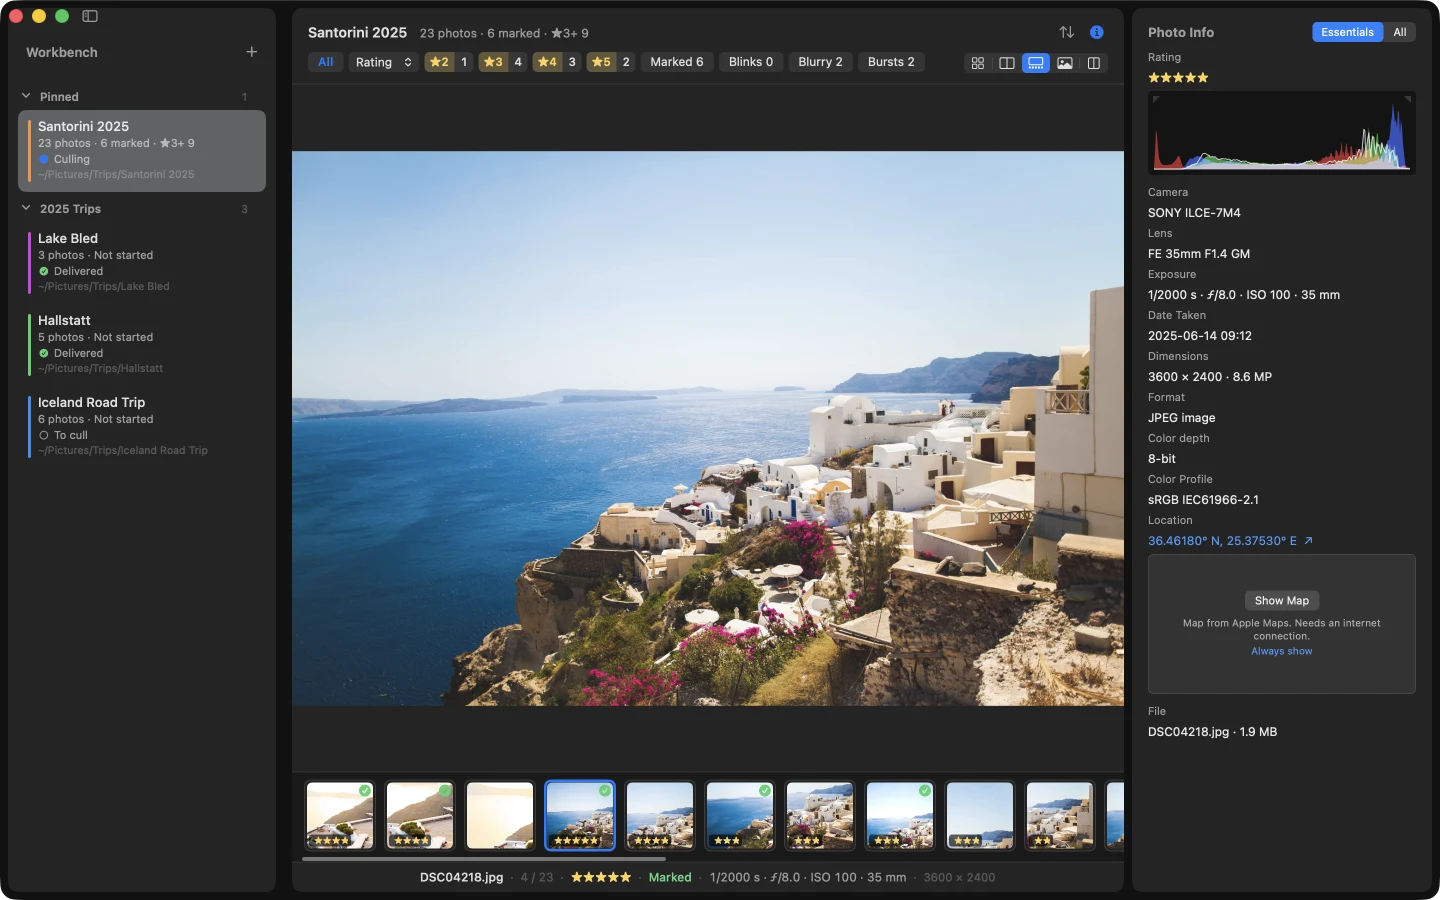 Workbench
Pinned 1
Santorini 2025
23 photos · 6 marked · ★3+ 9
Culling
~/Pictures/Trips/Santorini 2025
2025 Trips 3
Lake Bled
3 photos · Not started
Delivered
~/Pictures/Trips/Lake Bled
Hallstatt
5 photos · Not started
Delivered
~/Pictures/Trips/Hallstatt
Iceland Road Trip
6 photos · Not started
To cull
~/Pictures/Trips/Iceland Road Trip
Santorini 2025 23 photos · 6 marked · ★3+ 9
All Rating ★2 1 ★3 4 ★4 3 ★5 2 Marked 6 Blinks 0 Blurry 2 Bursts 2
DSC04218.jpg · 4 / 23 · ★★★★★ · Marked · 1/2000 s · ƒ/8.0 · ISO 100 · 35 mm · 3600 × 2400
Photo Info Essentials All
Rating
★★★★★
Camera
SONY ILCE-7M4
Lens
FE 35mm F1.4 GM
Exposure
1/2000 s · ƒ/8.0 · ISO 100 · 35 mm
Date Taken
2025-06-14 09:12
Dimensions
3600 × 2400 · 8.6 MP
Format
JPEG image
Color depth
8-bit
Color Profile
sRGB IEC61966-2.1
Location
36.46180° N, 25.37530° E ↗
Show Map
Map from Apple Maps. Needs an internet
connection.
Always show
File
DSC04218.jpg · 1.9 MB